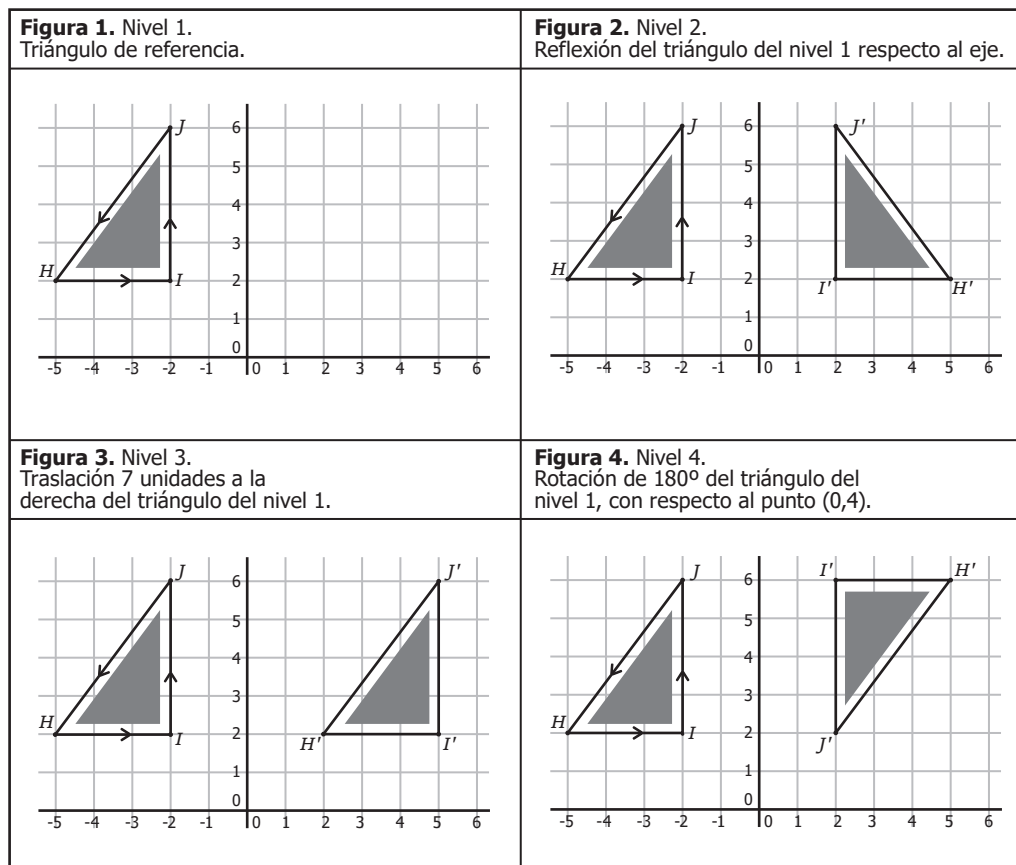 Figura 1. Nivel 1.
Triángulo de referencia.
Figura 2. Nivel 2.
Reflexión del triángulo del nivel 1 respecto al eje.
J
6
5
4
3
H
2
I
1
0
-5 -4 -3 -2 -1 0 1 2 3 4 5 6
J 6 J'
5
4
3
H 2 I I' H'
1
0
-5 -4 -3 -2 -1 0 1 2 3 4 5 6
Figura 3. Nivel 3.
Traslación 7 unidades a la
derecha del triángulo del nivel 1.
Figura 4. Nivel 4.
Rotación de 180º del triángulo del
nivel 1, con respecto al punto (0,4).
J 6 J'
5
4
3
H 2 I H' I'
1
0
-5 -4 -3 -2 -1 0 1 2 3 4 5 6
J 6 I' H'
5
4
3
H 2 I J'
1
0
-5 -4 -3 -2 -1 0 1 2 3 4 5 6